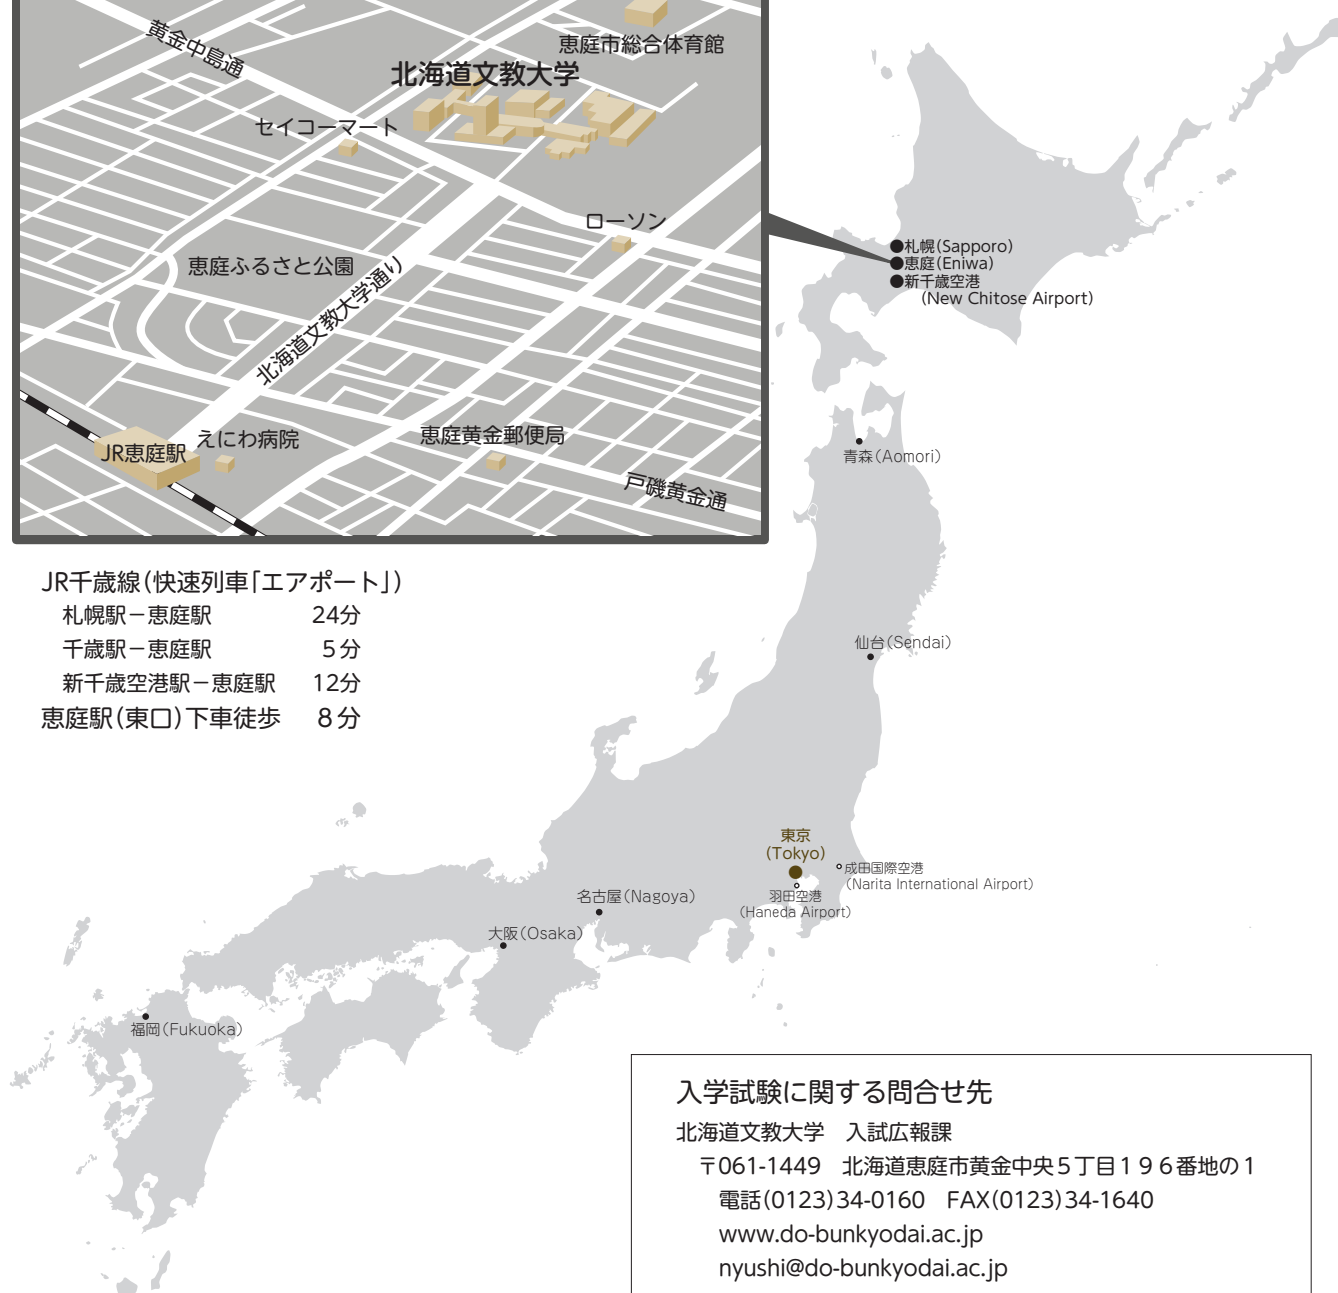 黄金中島通
恵庭市総合体育館
北海道文教大学
セイコーマート
ローソン
恵庭ふるさと公園
北海道文教大学通り
JR恵庭駅
えにわ病院
恵庭黄金郵便局
戸磯黄金通
札幌(Sapporo)
恵庭(Eniwa)
新千歳空港
(New Chitose Airport)
青森(Aomori)
JR千歳線(快速列車「エアポート」)
札幌駅－恵庭駅 24分
千歳駅－恵庭駅 5分
新千歳空港駅－恵庭駅 12分
恵庭駅(東口)下車徒歩 8分
仙台(Sendai)
東京
(Tokyo)
成田国際空港
(Narita International Airport)
羽田空港
(Haneda Airport)
名古屋(Nagoya)
大阪(Osaka)
福岡(Fukuoka)
入学試験に関する問合せ先
北海道文教大学　入試広報課
〒061-1449　北海道恵庭市黄金中央５丁目１９６番地の1
電話(0123)34-0160　FAX(0123)34-1640
www.do-bunkyodai.ac.jp
nyushi@do-bunkyodai.ac.jp